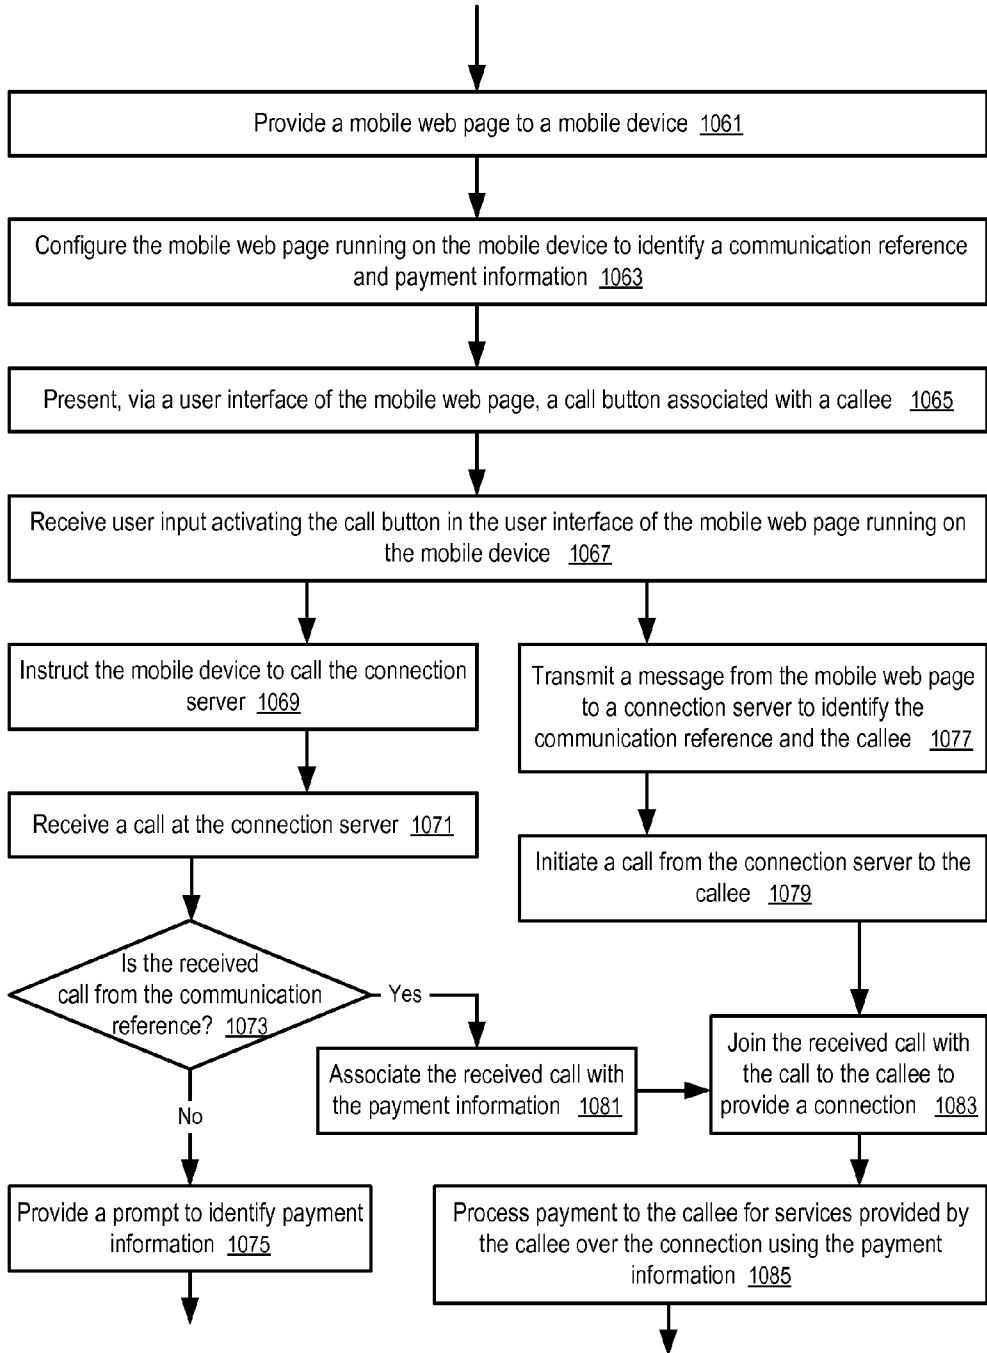 Provide a mobile web page to a mobile device 1061
Configure the mobile web page running on the mobile device to identify a communication reference
and payment information 1063
Present, via a user interface of the mobile web page, a call button associated with a callee 1065
Receive user input activating the call button in the user interface of the mobile web page running on
the mobile device 1067
Instruct the mobile device to call the connection
server 1069
Transmit a message from the mobile web page
to a connection server to identify the
communication reference and the callee 1077
Receive a call at the connection server 1071
Initiate a call from the connection server to the
callee 1079
Is the received
call from the communication
reference? 1073
Yes
No
Associate the received call with
the payment information 1081
Join the received call with
the call to the callee to
provide a connection 1083
Provide a prompt to identify payment
information 1075
Process payment to the callee for services provided by
the callee over the connection using the payment
information 1085